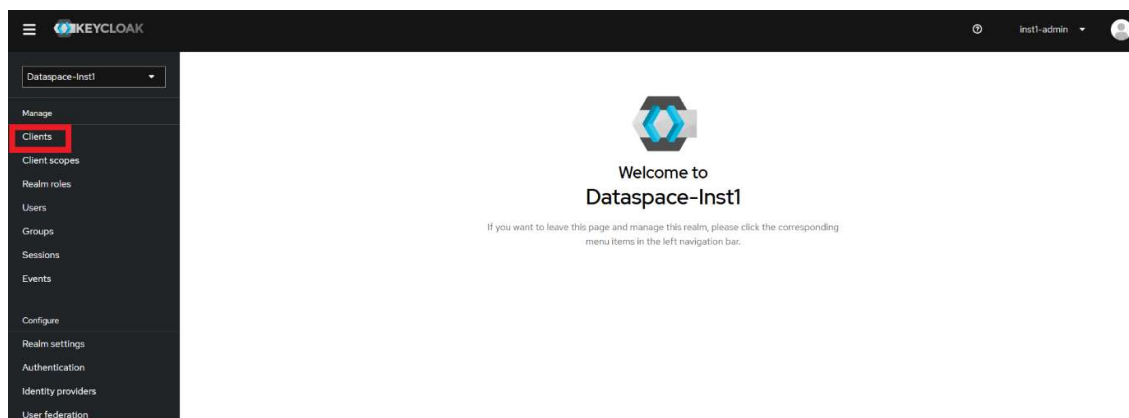 KEYCLOAK
inst1-admin
Dataspace-Inst1
Manage
Clients
Client scopes
Realm roles
Users
Groups
Sessions
Events
Configure
Realm settings
Authentication
Identity providers
User federation
Welcome to
Dataspace-Inst1
If you want to leave this page and manage this realm, please click the corresponding
menu items in the left navigation bar.